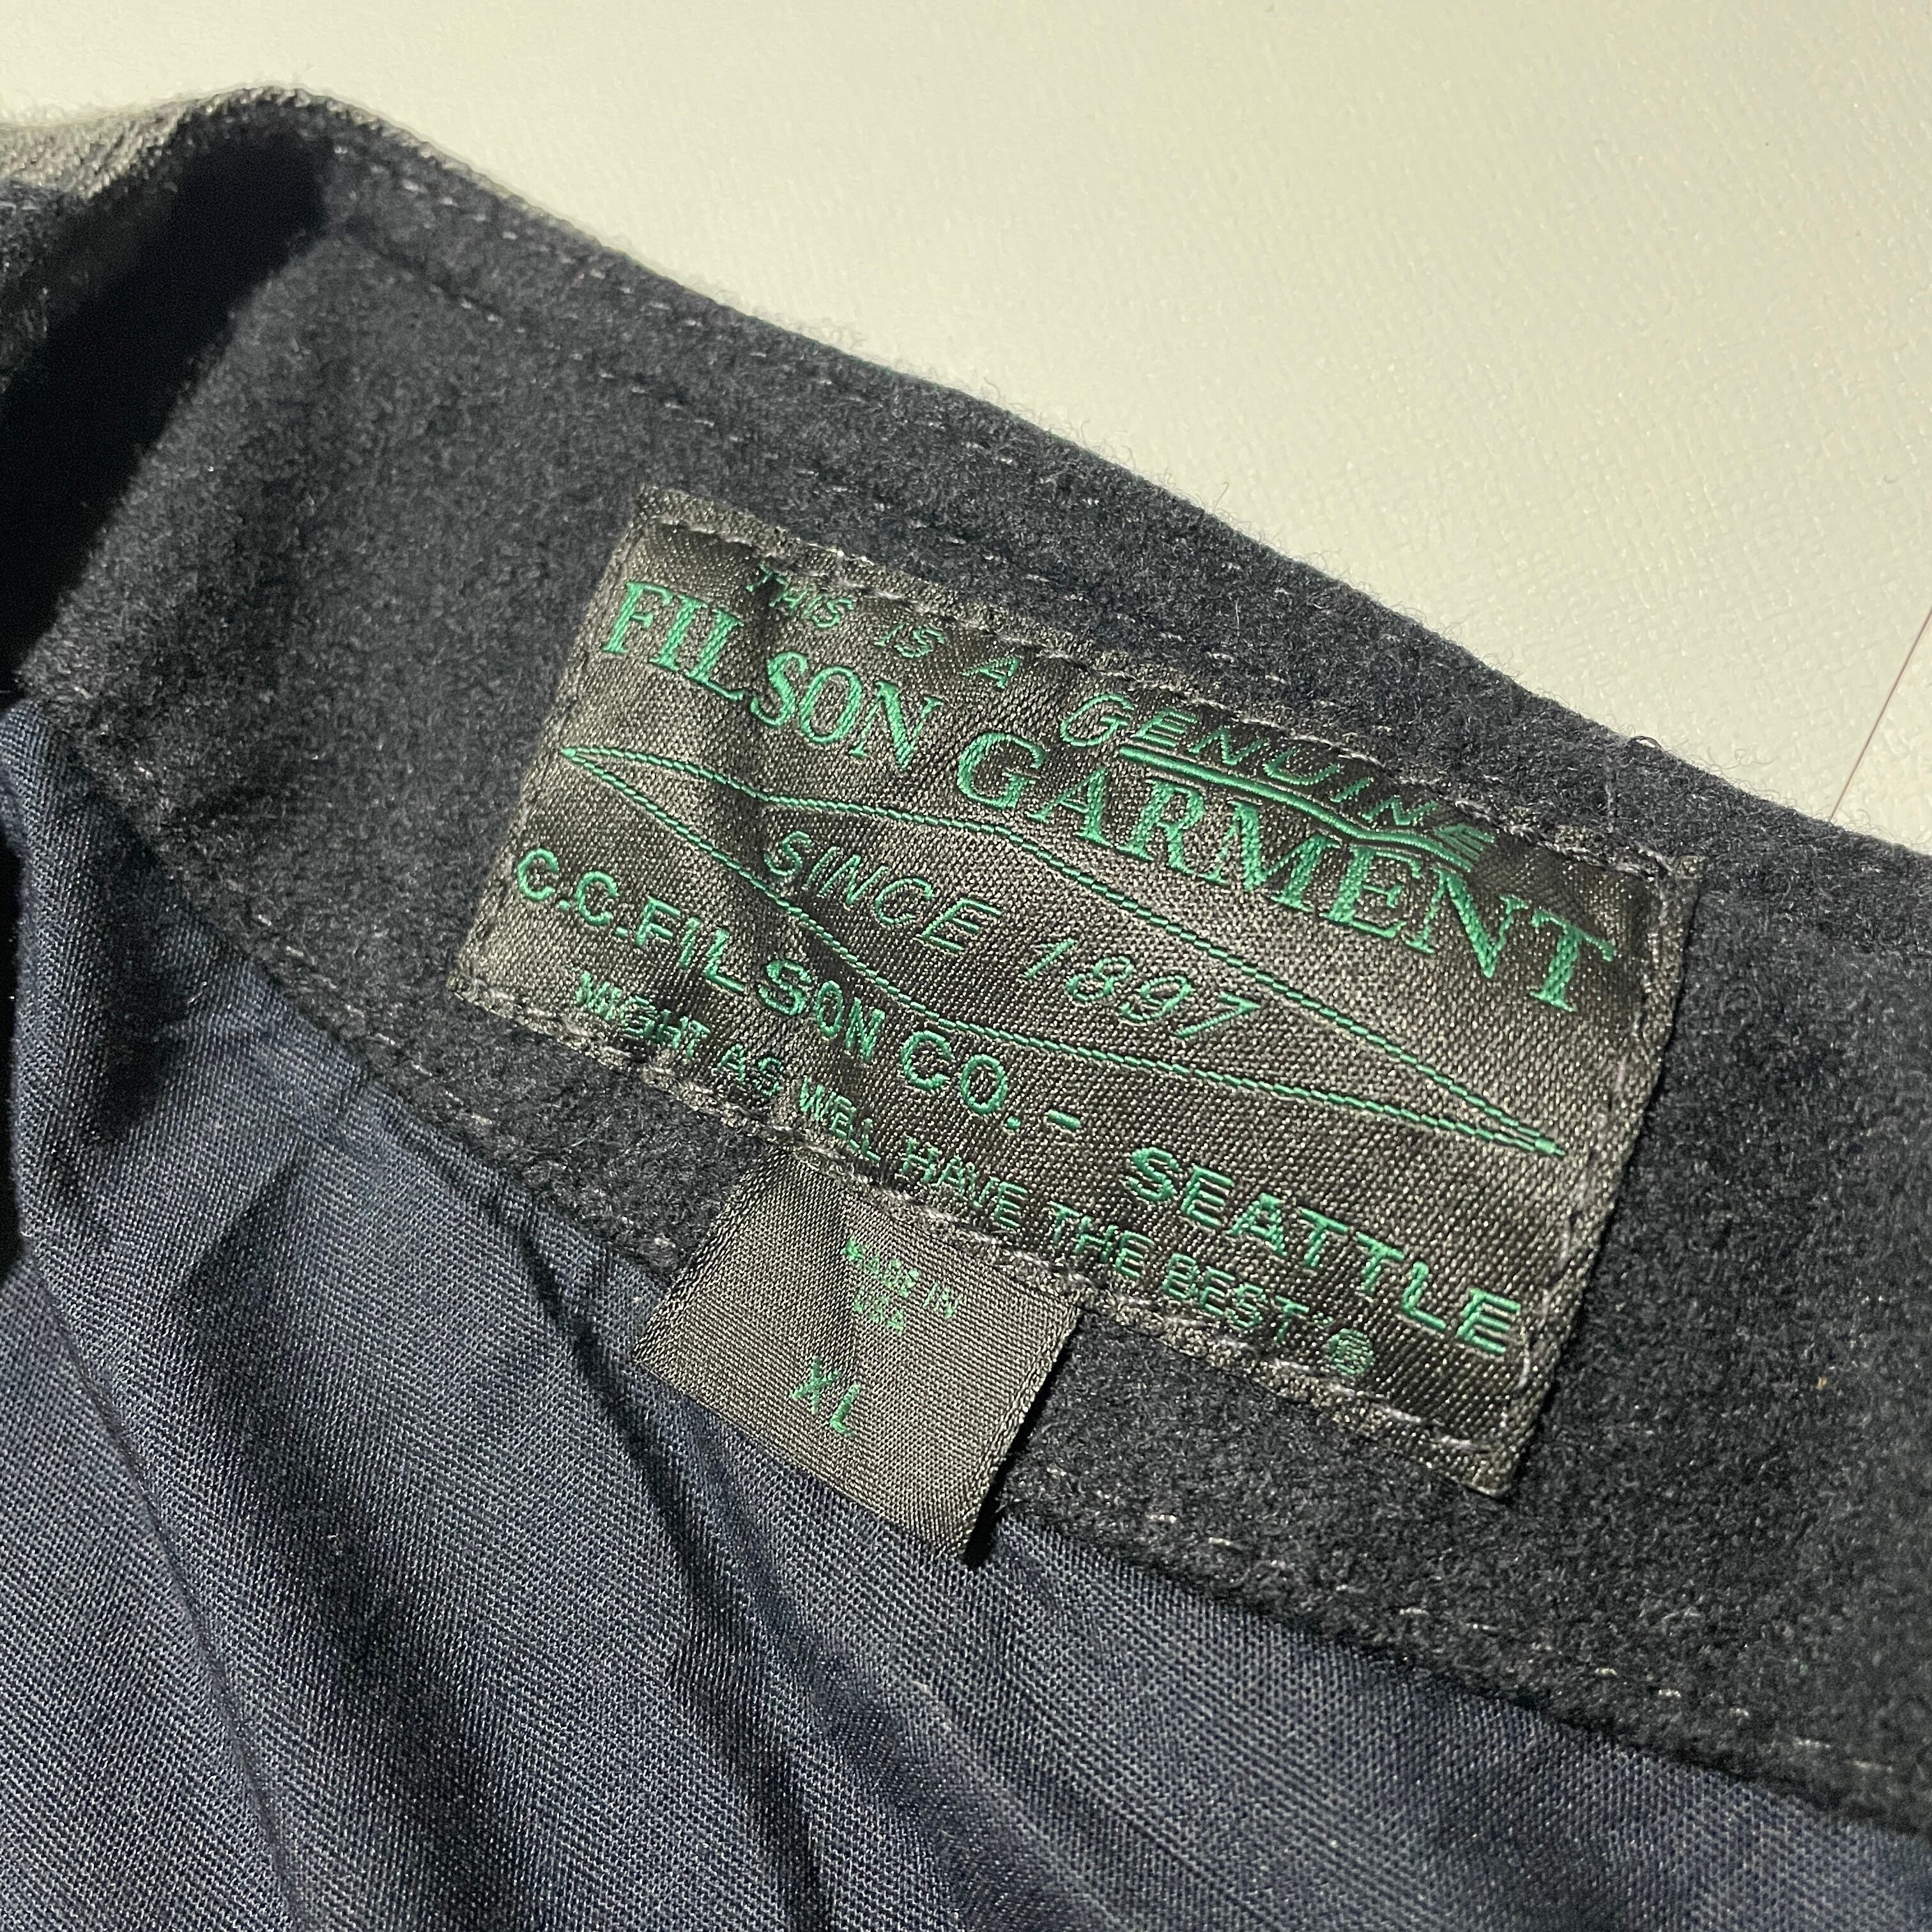 THIS IS A GENUINE
FILSON GARMENT
SINCE 1897
C.C.FILSON CO. - SEATTLE
MIGHT AS WELL HAVE THE BEST"®
MADE IN
USA
XL